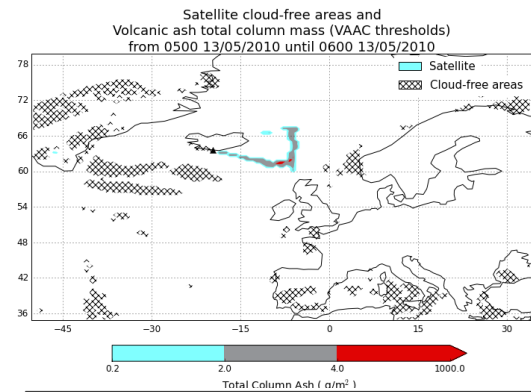 Satellite cloud-free areas and
Volcanic ash total column mass (VAAC thresholds)
from 0500 13/05/2010 until 0600 13/05/2010
78
72
66
60
54
48
42
36
Satellite
Cloud-free areas
−45 −30 −15 0 15 30
0.2 2.0 4.0 1000.0
Total Column Ash ( g/m² )